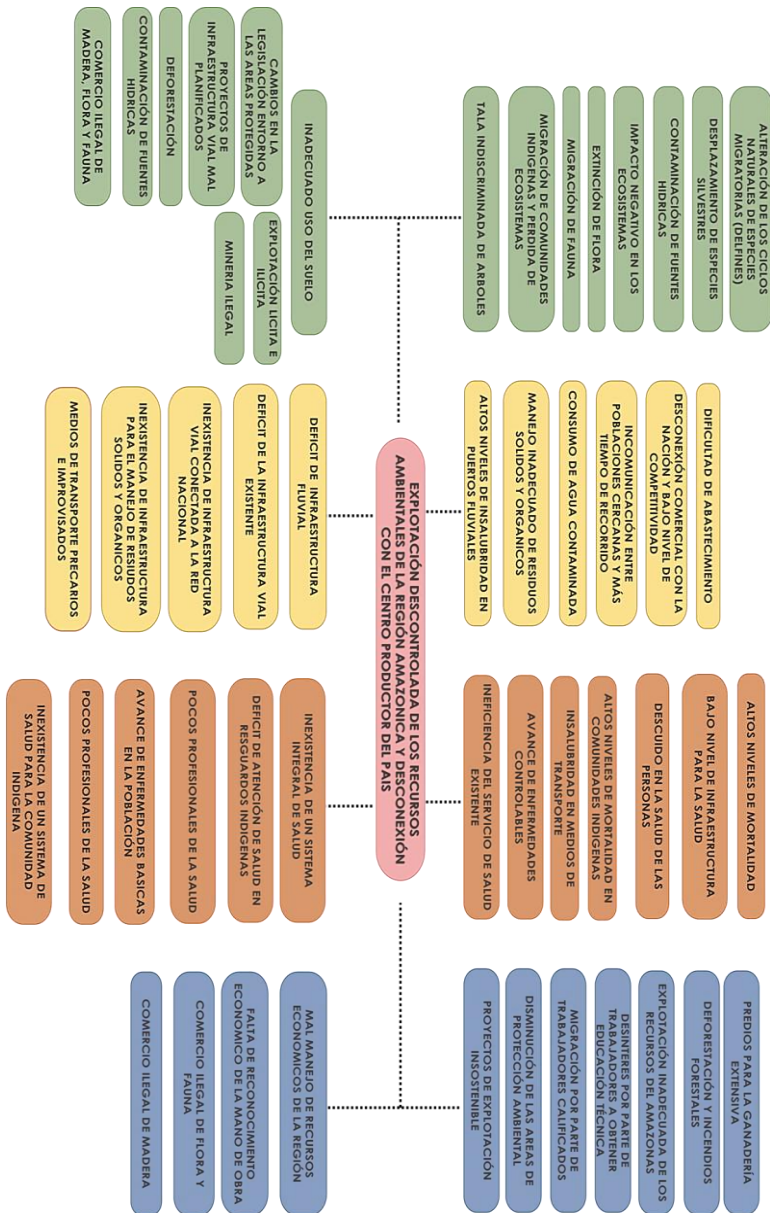 ALTERACIÓN DE LOS CICLOS
NATURALES DE ESPECIES
MIGRATORIAS (DELFINES)
DESPLAZAMIENTO DE ESPECIES
SILVESTRES
CONTAMINACIÓN DE FUENTES
HIDRICAS
IMPACTO NEGATIVO EN LOS
ECOSISTEMAS
EXTINCIÓN DE FLORA
MIGRACIÓN DE FAUNA
MIGRACIÓN DE COMUNIDADES
INDIGENAS Y PERDIDA DE
ECOSISTEMAS
TALA INDISCRIMINADA DE ARBOLES
DIFICULTAD DE ABASTECIMIENTO
DESCONEXIÓN COMERCIAL CON LA
NACIÓN Y BAJO NIVEL DE
COMPETITIVIDAD
INCOMUNICACIÓN ENTRE
POBLACIONES CERCANAS Y MÁS
TIEMPO DE RECORRIDO
CONSUMO DE AGUA CONTAMINADA
MANEJO INADECUADO DE RESIDUOS
SOLIDOS Y ORGANICOS
ALTOS NIVELES DE INSALUBRIDAD EN
PUERTOS FLUVIALES
ALTOS NIVELES DE MORTALIDAD
BAJO NIVEL DE INFRAESTRUCTURA
PARA LA SALUD
DESCUIDO EN LA SALUD DE LAS
PERSONAS
ALTOS NIVELES DE MORTALIDAD EN
COMUNIDADES INDIGENAS
INSALUBRIDAD EN MEDIOS DE
TRANSPORTE
AVANCE DE ENFERMEDADES
CONTROLABLES
INEFICIENCIA DEL SERVICIO DE SALUD
EXISTENTE
PREDIOS PARA LA GANADERÍA
EXTENSIVA
DEFORESTACIÓN Y INCENDIOS
FORESTALES
EXPLOTACIÓN INADECUADA DE LOS
RECURSOS DEL AMAZONAS
DESINTERES POR PARTE DE
TRABAJADORES A OBTENER
EDUCACIÓN TÉCNICA
MIGRACIÓN POR PARTE DE
TRABAJADORES CALIFICADOS
DISMINUCIÓN DE LAS AREAS DE
PROTECCIÓN AMBIENTAL
PROYECTOS DE EXPLOTACIÓN
INSOSTENIBLE
EXPLOTACIÓN DESCONTROLADA DE LOS RECURSOS
AMBIENTALES DE LA REGIÓN AMAZONICA Y DESCONEXIÓN
CON EL CENTRO PRODUCTOR DEL PAIS
INADECUADO USO DEL SUELO
CAMBIOS EN LA
LEGISLACIÓN ENTORNO A
LAS AREAS PROTEGIDAS
PROYECTOS DE
INFRAESTRUCTURA VIAL MAL
PLANIFICADOS
DEFORESTACIÓN
CONTAMINACIÓN DE FUENTES
HIDRICAS
COMERCIO ILEGAL DE
MADERA, FLORA Y FAUNA
EXPLOTACIÓN LICITA E
ILICITA
MINERIA ILEGAL
DEFICIT DE INFRAESTRUCTURA
FLUVIAL
DEFICIT DE LA INFRAESTRUCTURA VIAL
EXISTENTE
INEXISTENCIA DE INFRAESTRUCTURA
VIAL CONECTADA A LA RED
NACIONAL
INEXISTENCIA DE INFRAESTRUCTURA
PARA EL MANEJO DE RESIUDOS
SOLIDOS Y ORGANICOS
MEDIOS DE TRANSPORTE PRECARIOS
E IMPROVISADOS
INEXISTENCIA DE UN SISTEMA
INTEGRAL DE SALUD
DEFICIT DE ATENCIÓN DE SALUD EN
RESGUARDOS INDIGENAS
POCOS PROFESIONALES DE LA SALUD
AVANCE DE ENFERMEDADES BASICAS
EN LA POBLACIÓN
POCOS PROFESIONALES DE LA SALUD
INEXISTENCIA DE UN SISTEMA DE
SALUD PARA LA COMUNIDAD
INDIGENA
MAL MANEJO DE RECURSOS
ECONOMICOS DE LA REGIÓN
FALTA DE RECONOCIMIENTO
ECONOMICO DE LA MANO DE OBRA
COMERCIO ILEGAL DE FLORA Y
FAUNA
COMERCIO ILEGAL DE MADERA